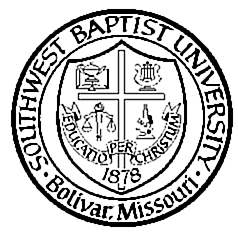 SOUTHWEST BAPTIST UNIVERSITY
EDUCATIO PER CHRISTUM
1878
Bolivar, Missouri